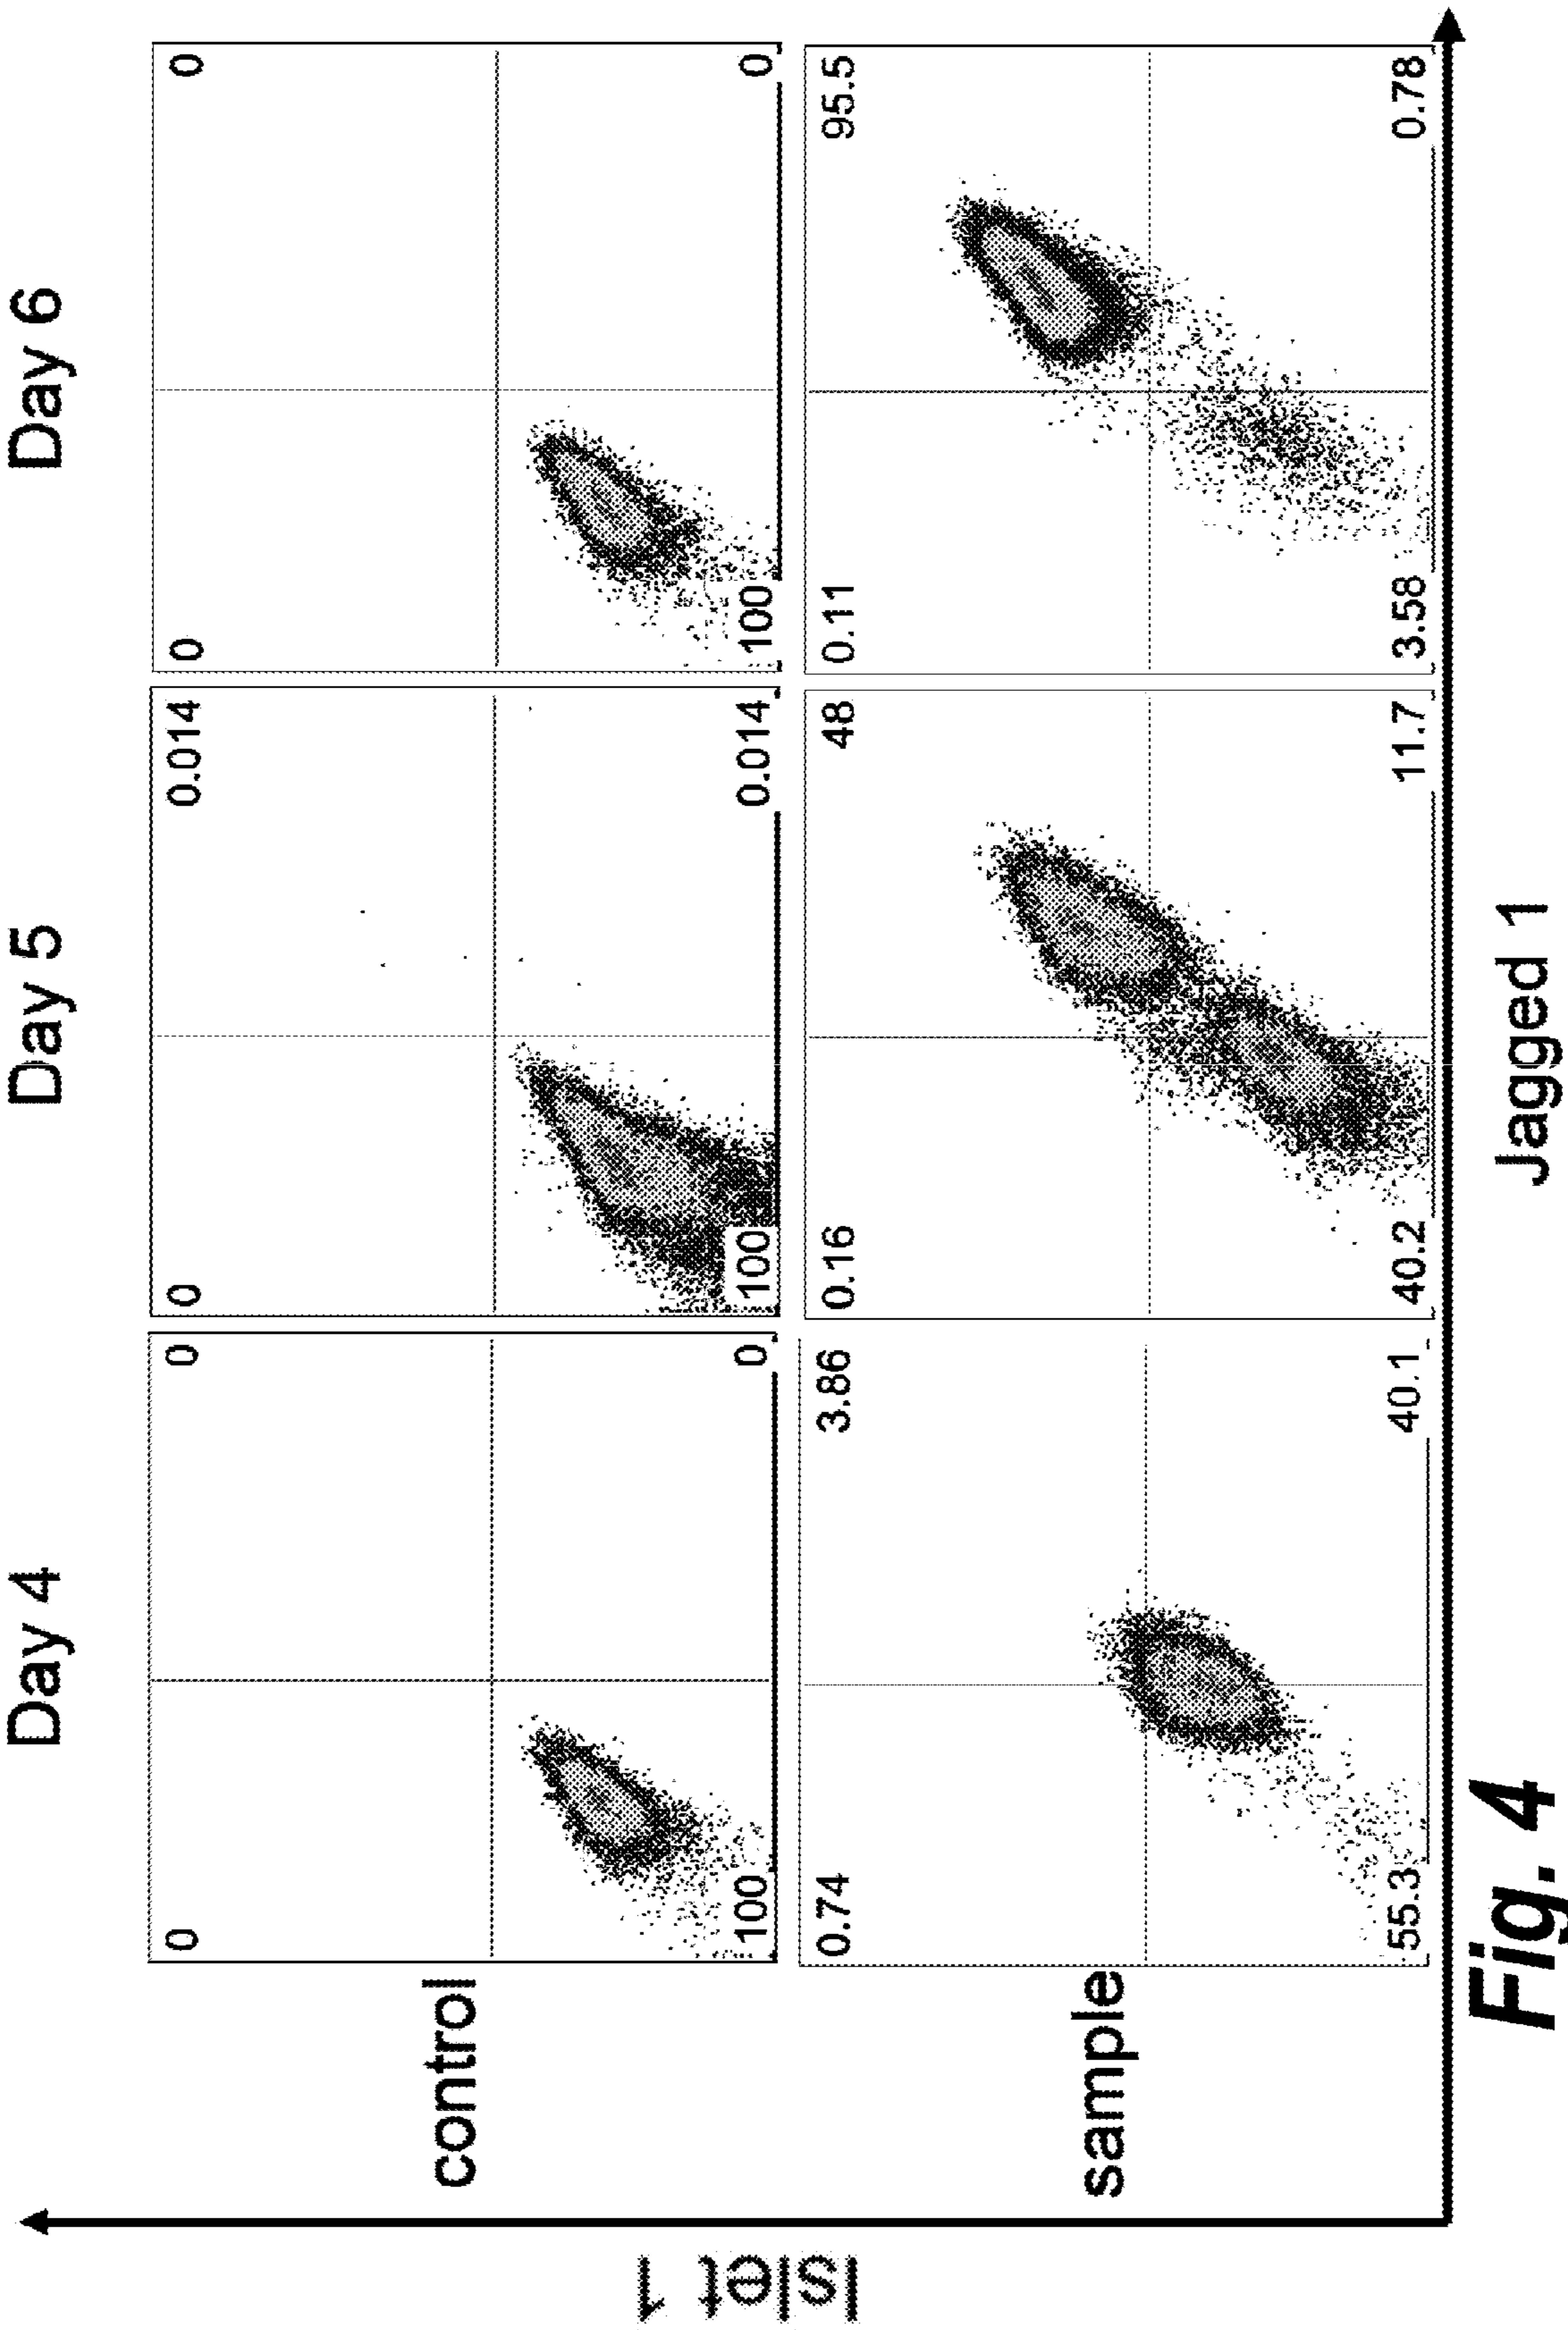 Day 4 Day 5 Day 6
Islet 1
control
0 0 0 0.014 0 0
100 0 100 0.014 100 0
sample
0.74 3.86 0.16 48 0.11 95.5
55.3 40.1 40.2 11.7 3.58 0.78
Jagged 1
Fig. 4